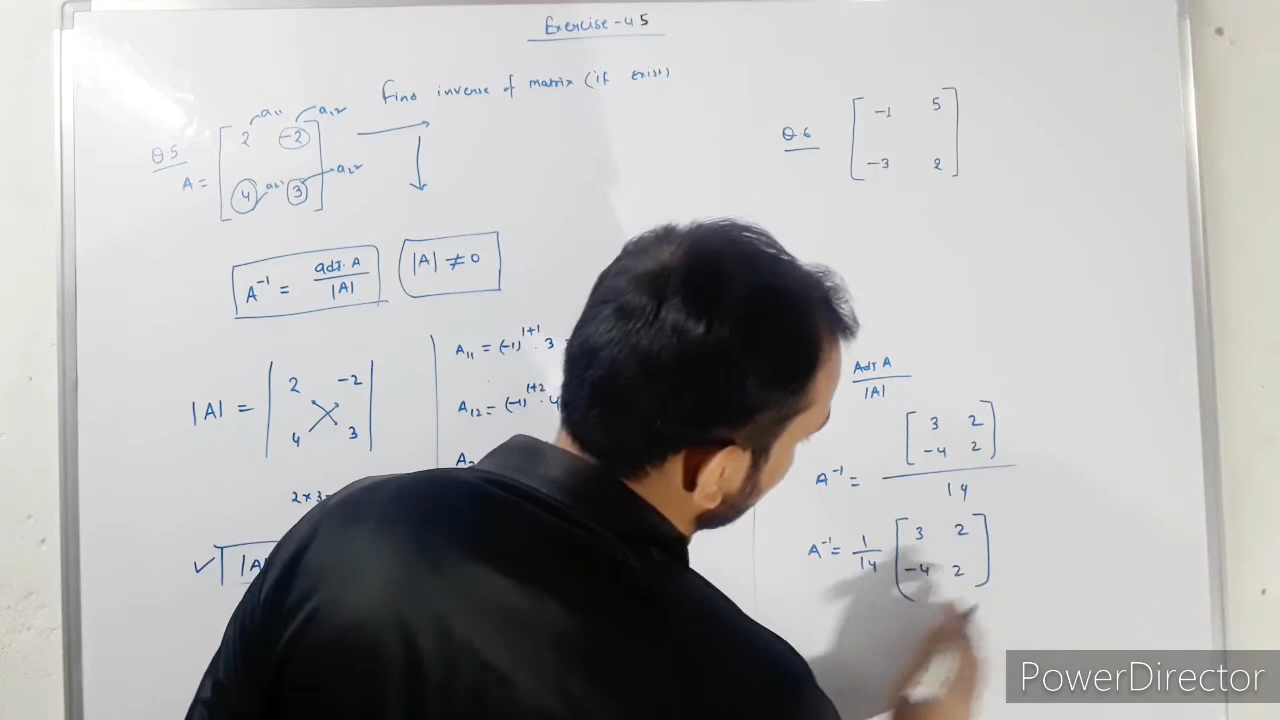 Exercise-45
Find inverse of matrix (if exist)
Q.5
A = [ 2 -2
4 3 ]
a11 a12
a21 a22
A⁻¹ = adj. A / |A|
|A| ≠ 0
|A| = | 2 -2
4 3 |
2×3-
✓ |A
A11 = (-1)^1+1 . 3 =
A12 = (-1)^1+2 . 4
Q.6
[ -1 5
-3 2 ]
Adj A / |A|
A⁻¹ = [ 3 2
-4 2 ] / 14
A⁻¹ = 1/14 [ 3 2
-4 2 ]
PowerDirector